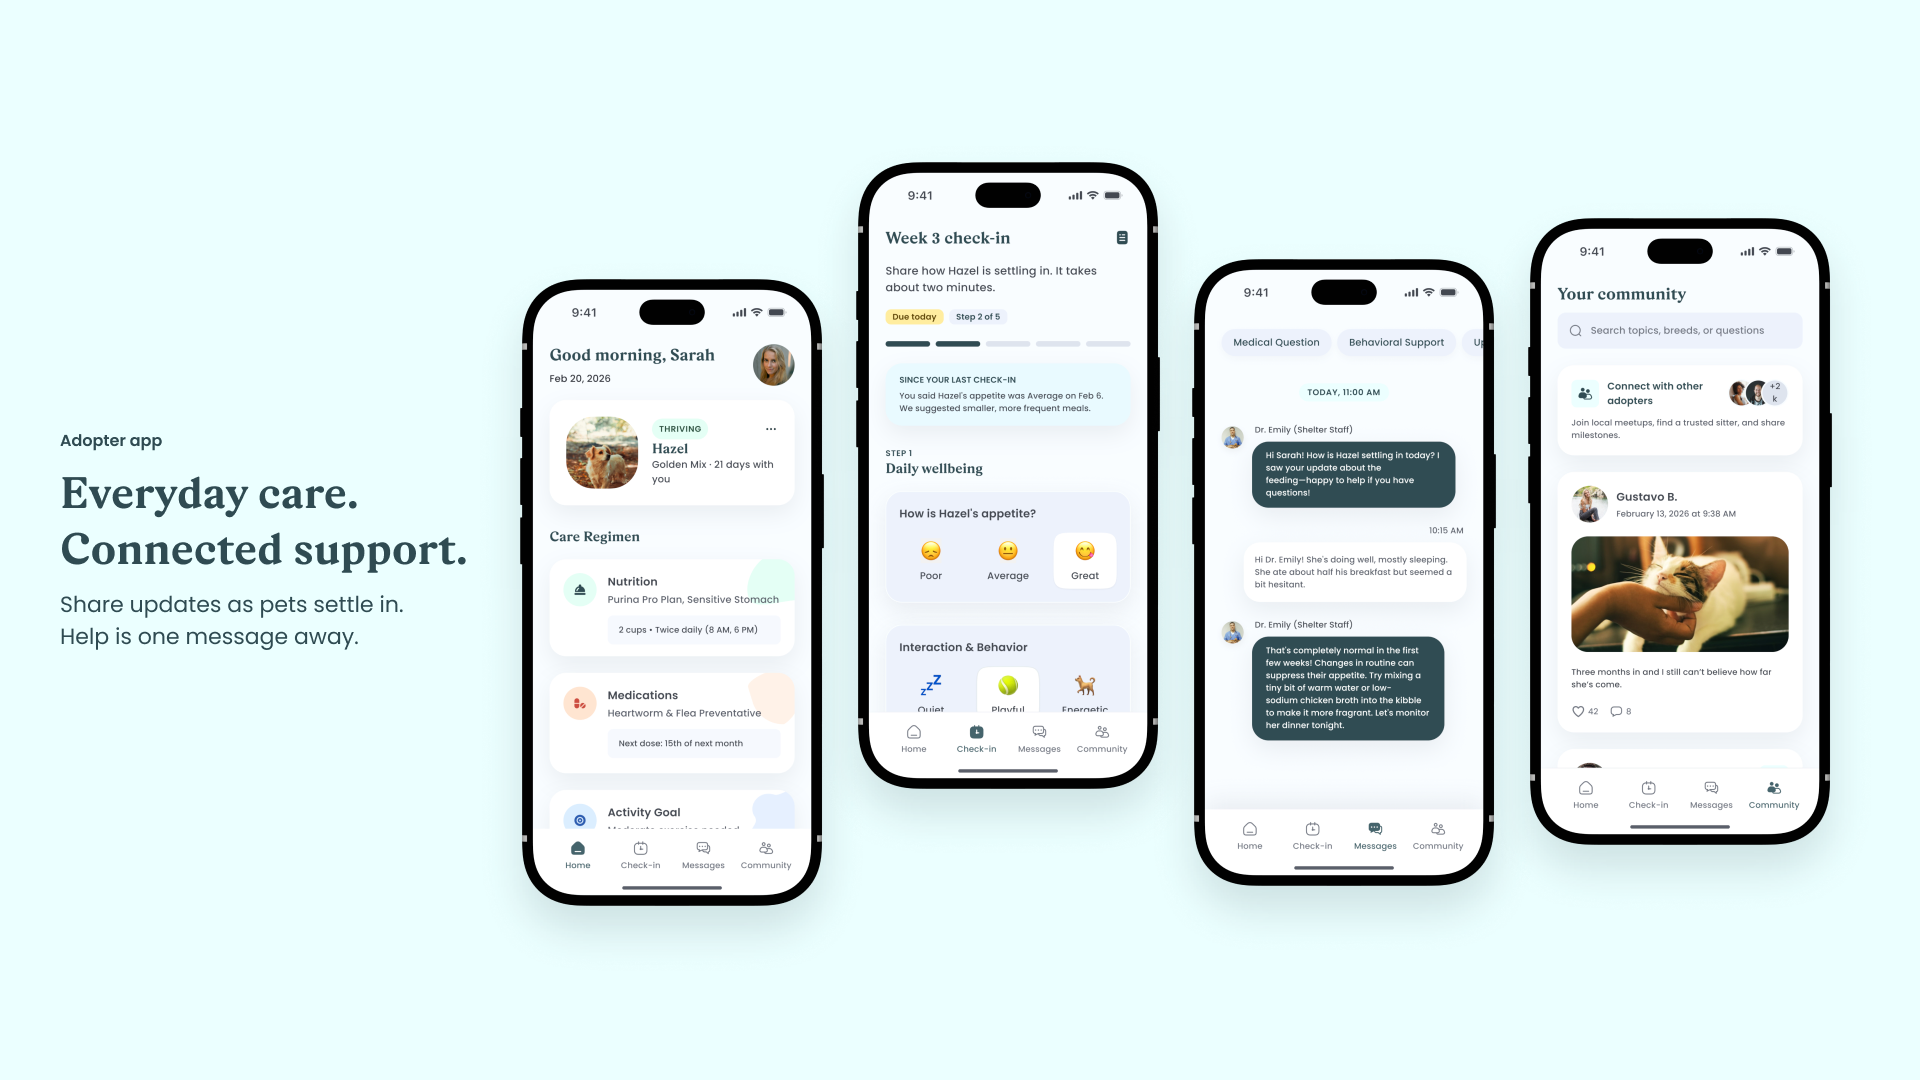 Adopter app
Everyday care.
Connected support.
Share updates as pets settle in.
Help is one message away.
9:41
Good morning, Sarah
Feb 20, 2026
THRIVING
Hazel
Golden Mix · 21 days with
you
Care Regimen
Nutrition
Purina Pro Plan, Sensitive Stomach
2 cups • Twice daily (8 AM, 6 PM)
Medications
Heartworm & Flea Preventative
Next dose: 15th of next month
Activity Goal
Moderate exercise needed
Home
Check-in
Messages
Community
9:41
Week 3 check-in
Share how Hazel is settling in. It takes
about two minutes.
Due today
Step 2 of 5
SINCE YOUR LAST CHECK-IN
You said Hazel's appetite was Average on Feb 6.
We suggested smaller, more frequent meals.
STEP 1
Daily wellbeing
How is Hazel's appetite?
Poor
Average
Great
Interaction & Behavior
Quiet
Playful
Energetic
Home
Check-in
Messages
Community
9:41
Medical Question
Behavioral Support
Up
TODAY, 11:00 AM
Dr. Emily (Shelter Staff)
Hi Sarah! How is Hazel settling in today? I
saw your update about the
feeding—happy to help if you have
questions!
10:15 AM
Hi Dr. Emily! She's doing well, mostly sleeping.
She ate about half his breakfast but seemed a
bit hesitant.
Dr. Emily (Shelter Staff)
That's completely normal in the first
few weeks! Changes in routine can
suppress their appetite. Try mixing a
tiny bit of warm water or low-
sodium chicken broth into the kibble
to make it more fragrant. Let's monitor
her dinner tonight.
Home
Check-in
Messages
Community
9:41
Your community
Search topics, breeds, or questions
Connect with other
adopters
+2
k
Join local meetups, find a trusted sitter, and share
milestones.
Gustavo B.
February 13, 2026 at 9:38 AM
Three months in and I still can't believe how far
she's come.
42
8
Home
Check-in
Messages
Community